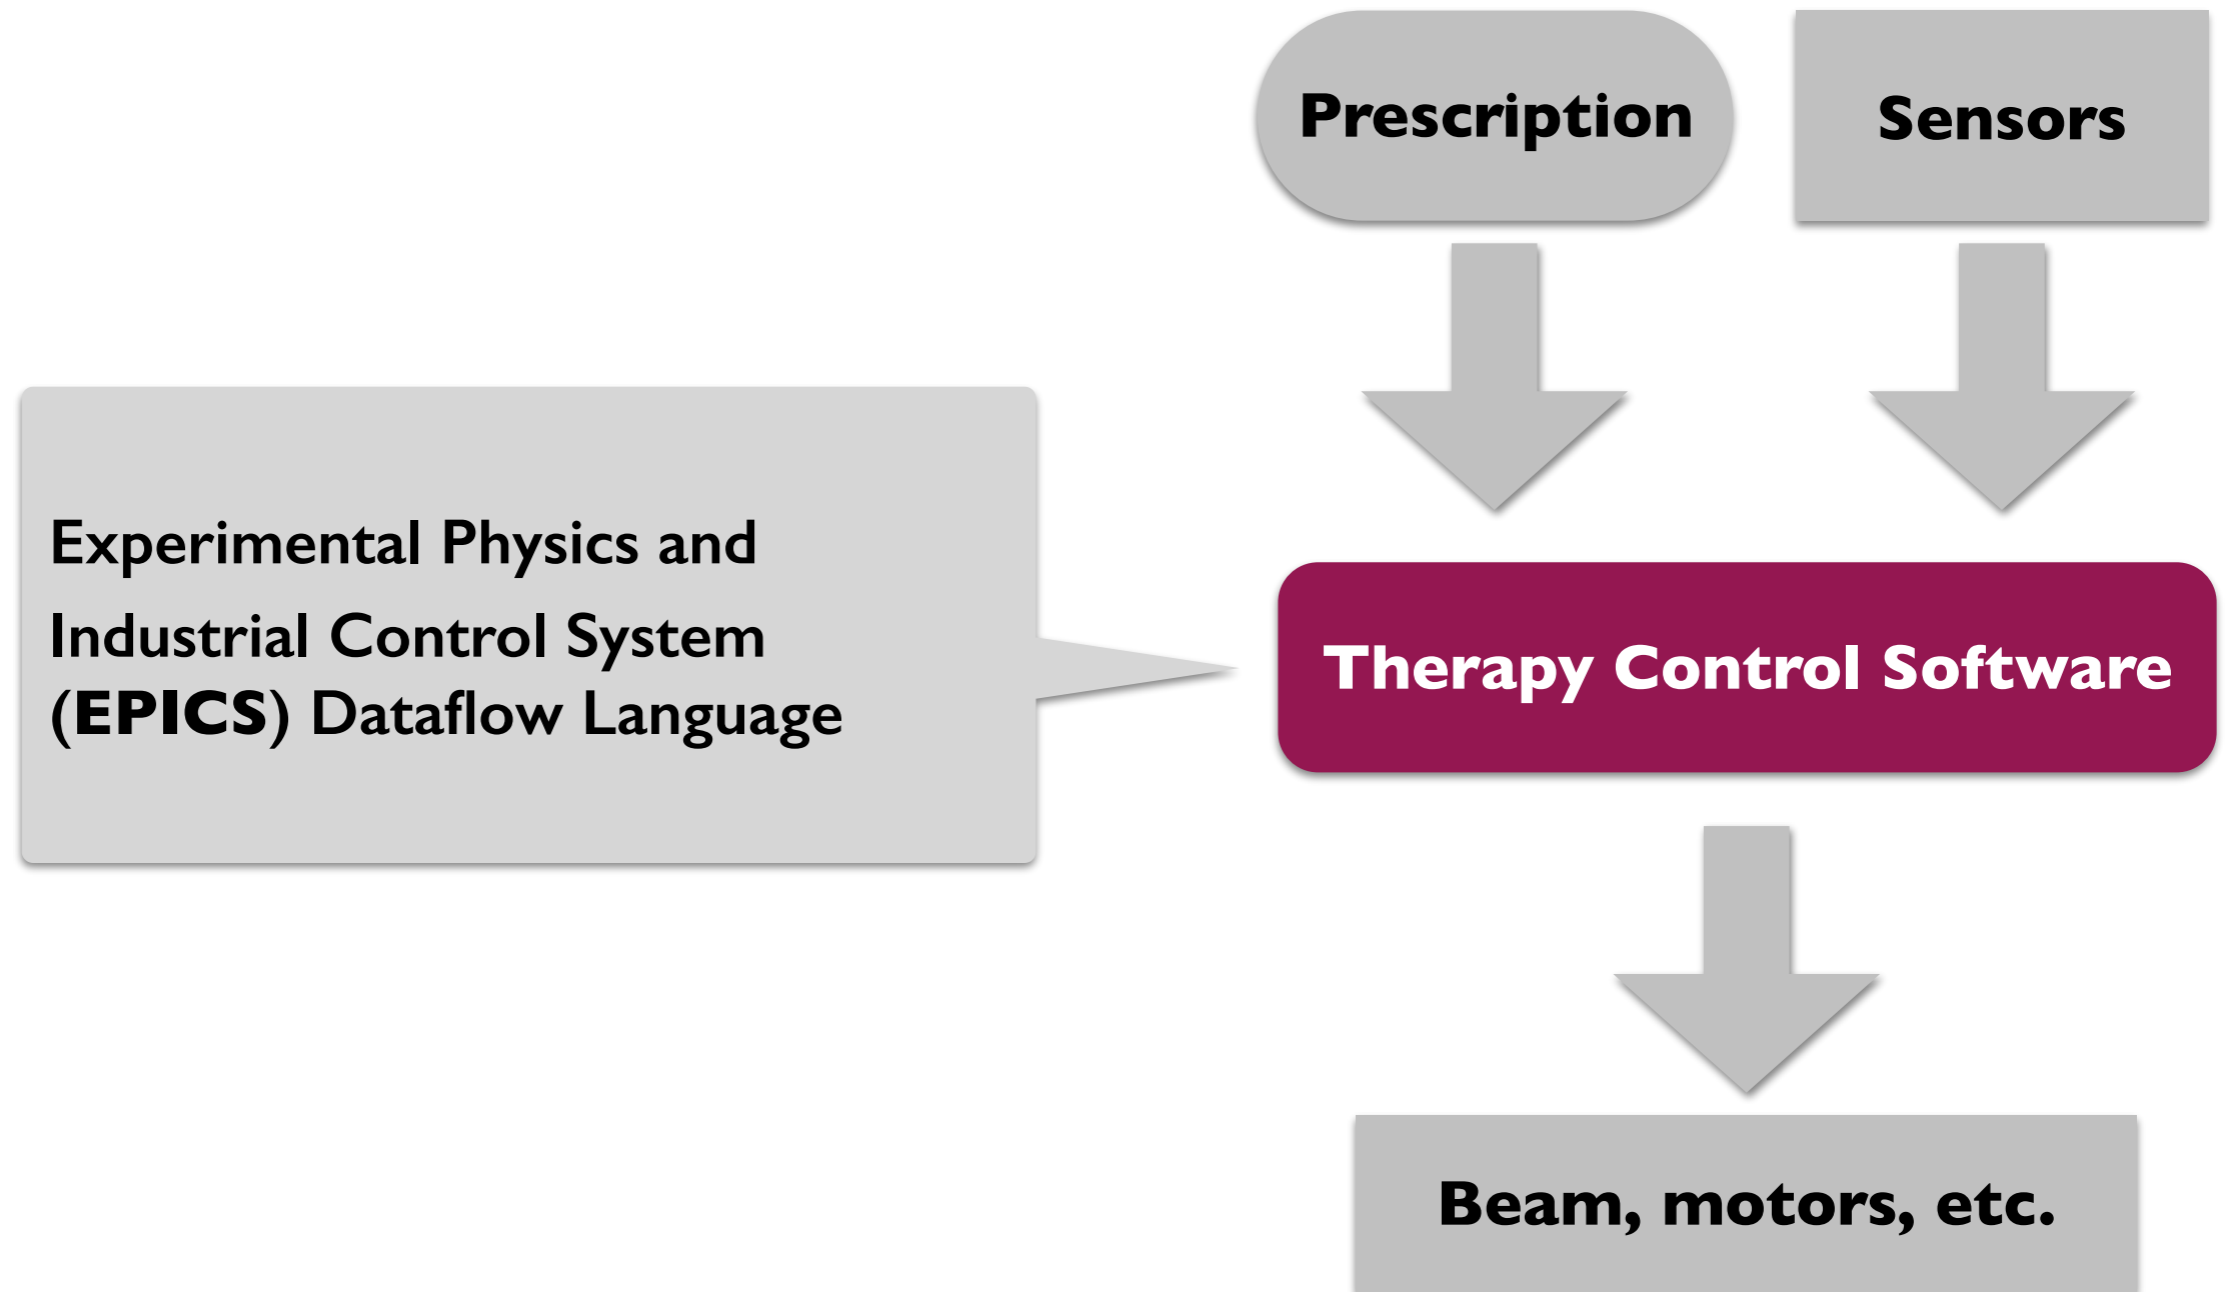 Prescription
Sensors
Experimental Physics and
Industrial Control System
(EPICS) Dataflow Language
Therapy Control Software
Beam, motors, etc.